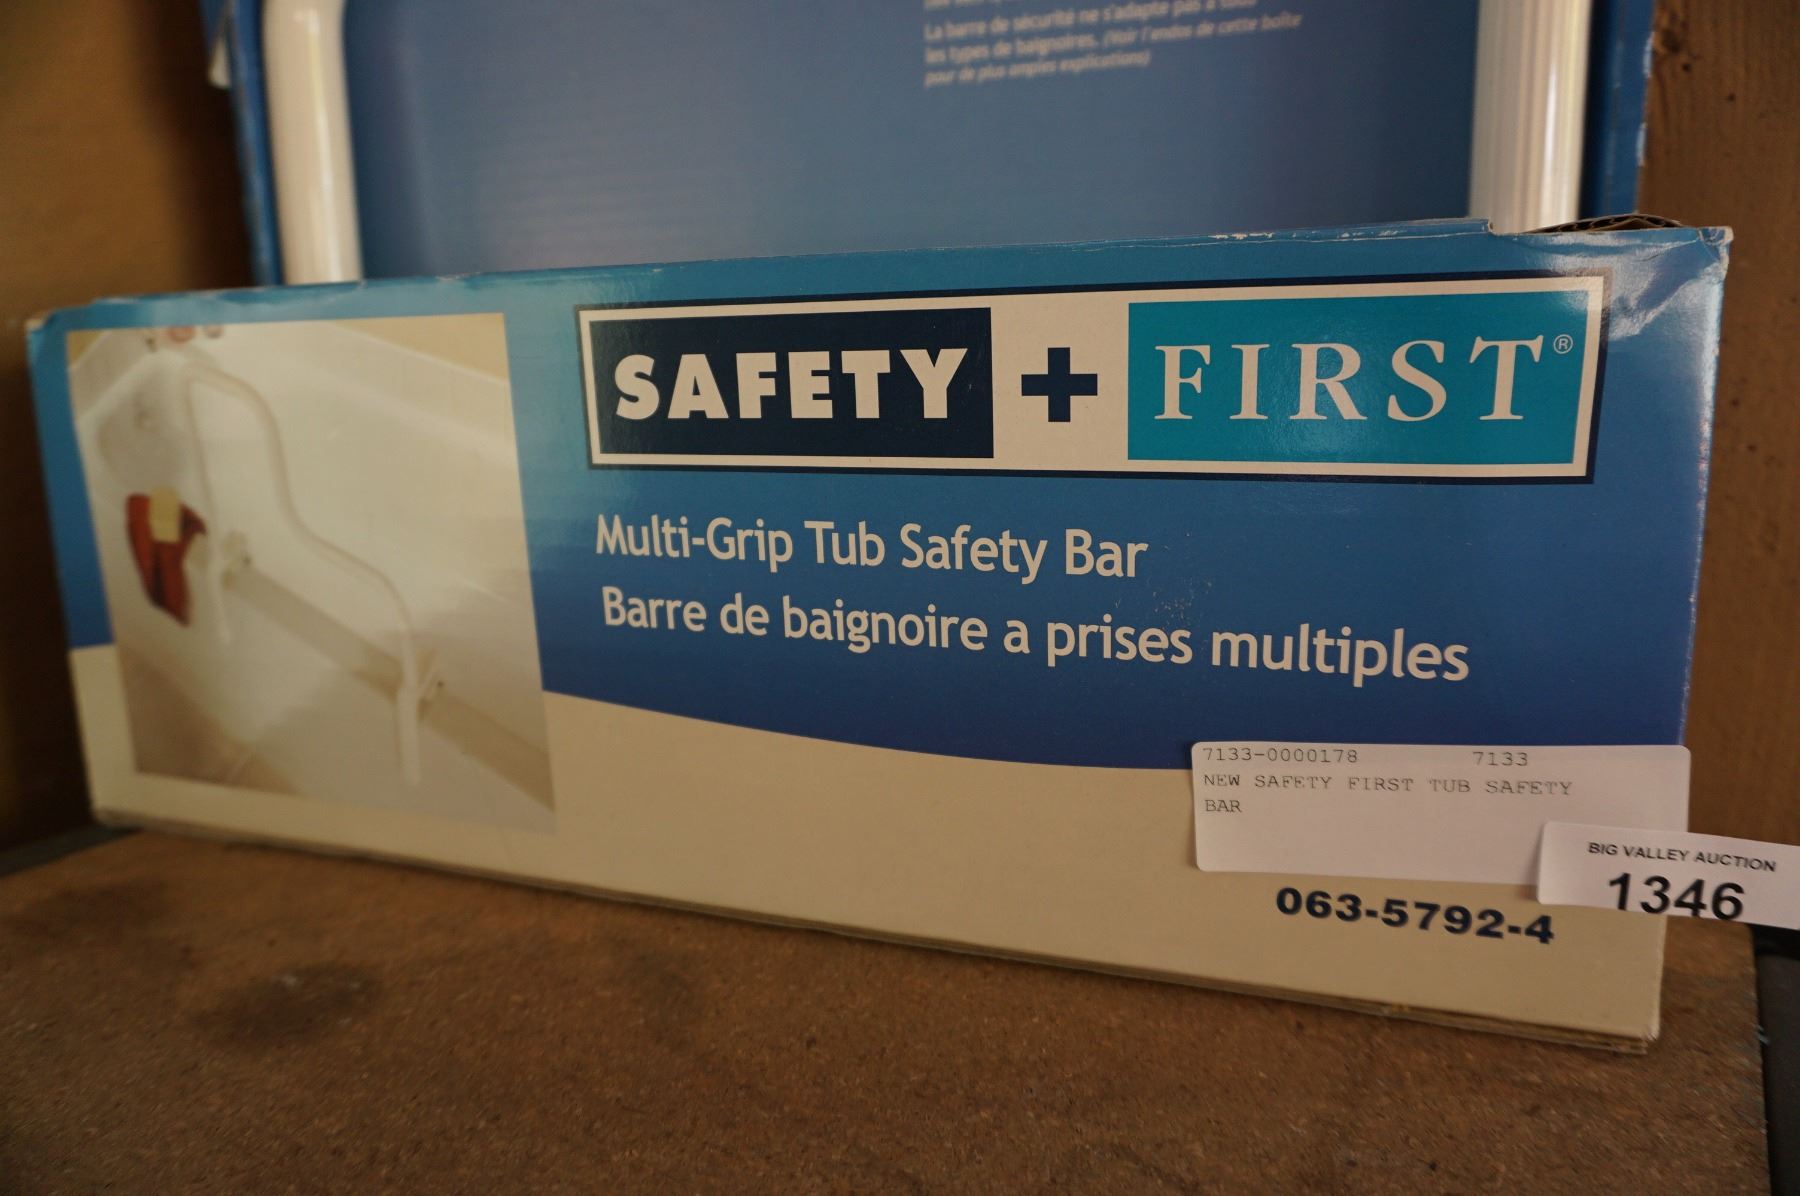 La barre de sécurité ne s'adapte pas à tous
les types de baignoires. (Voir l'endos de cette boîte
pour de plus amples explications)
SAFETY + FIRST®
Multi-Grip Tub Safety Bar
Barre de baignoire a prises multiples
7133-0000178 7133
NEW SAFETY FIRST TUB SAFETY
BAR
BIG VALLEY AUCTION
1346
063-5792-4